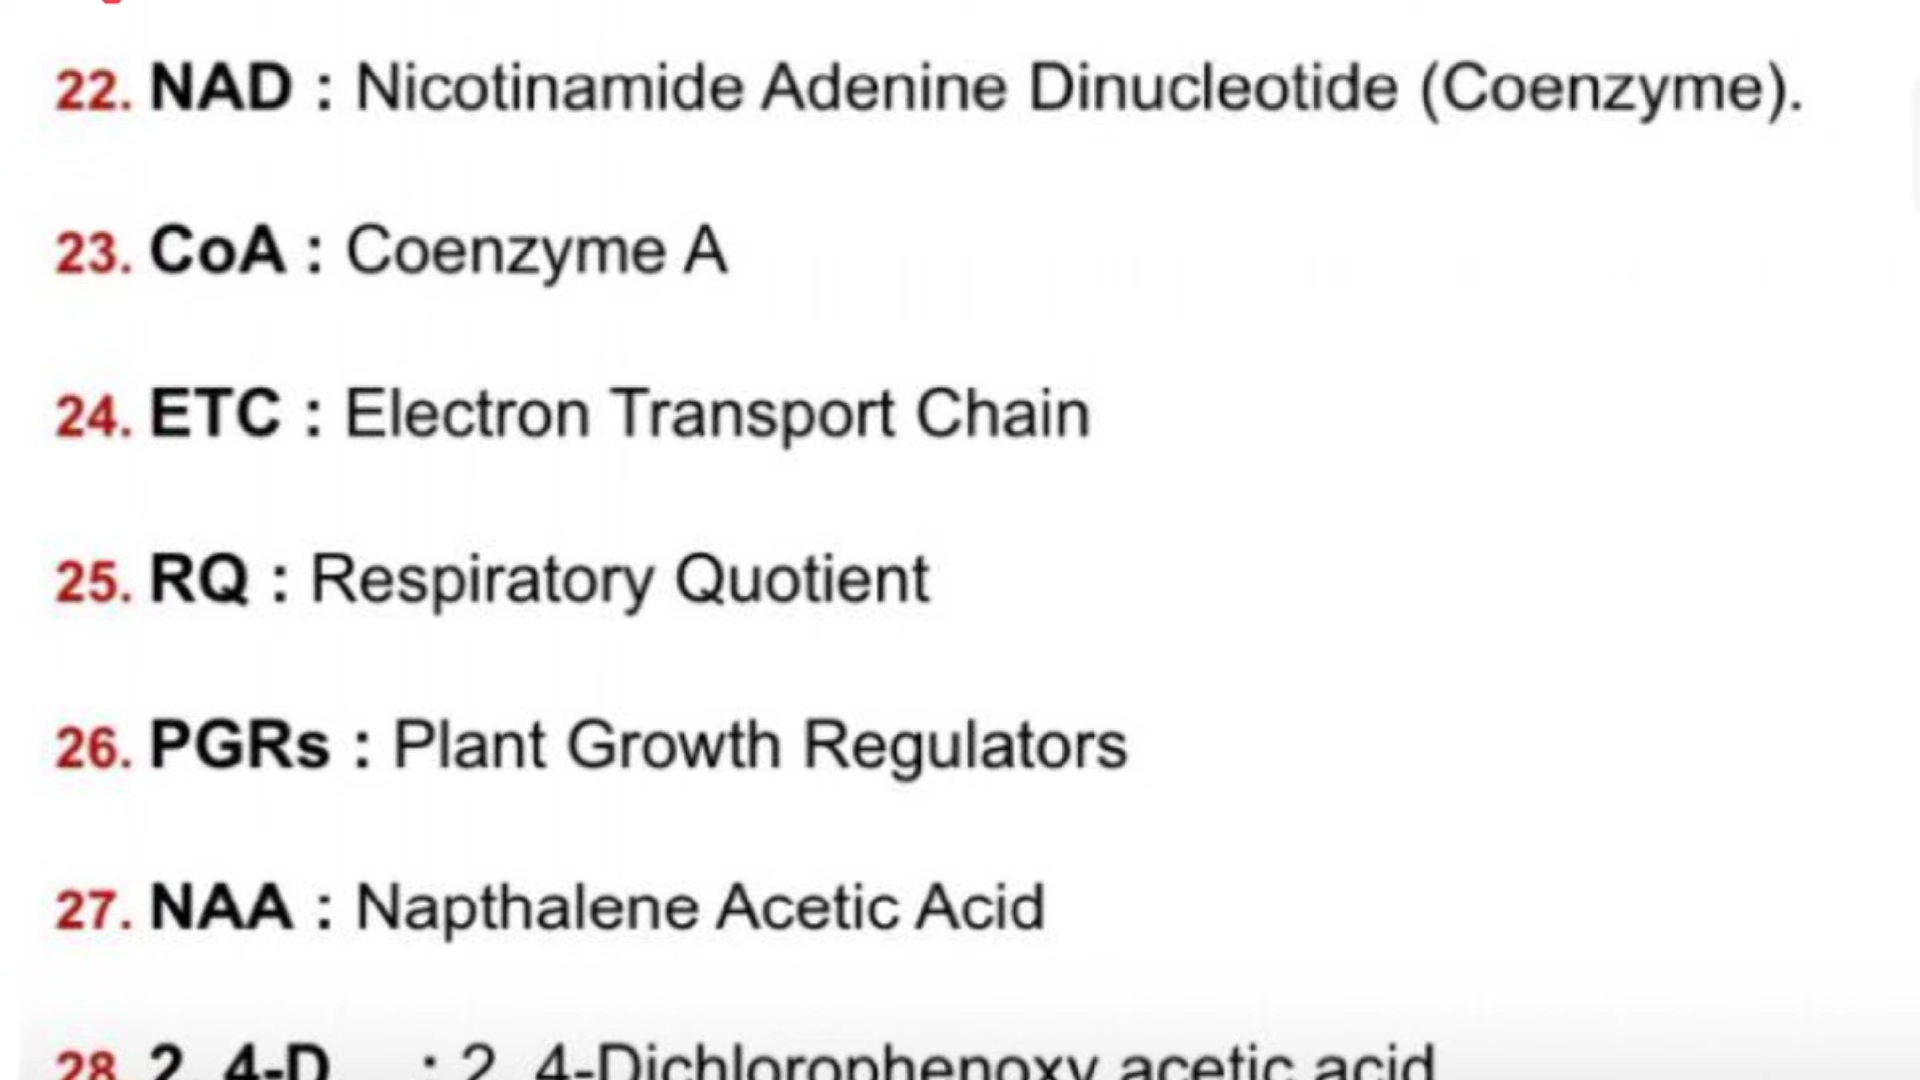 22. NAD : Nicotinamide Adenine Dinucleotide (Coenzyme).
23. CoA : Coenzyme A
24. ETC : Electron Transport Chain
25. RQ : Respiratory Quotient
26. PGRs : Plant Growth Regulators
27. NAA : Napthalene Acetic Acid
28. 2, 4-D : 2, 4-Dichlorophenoxy acetic acid